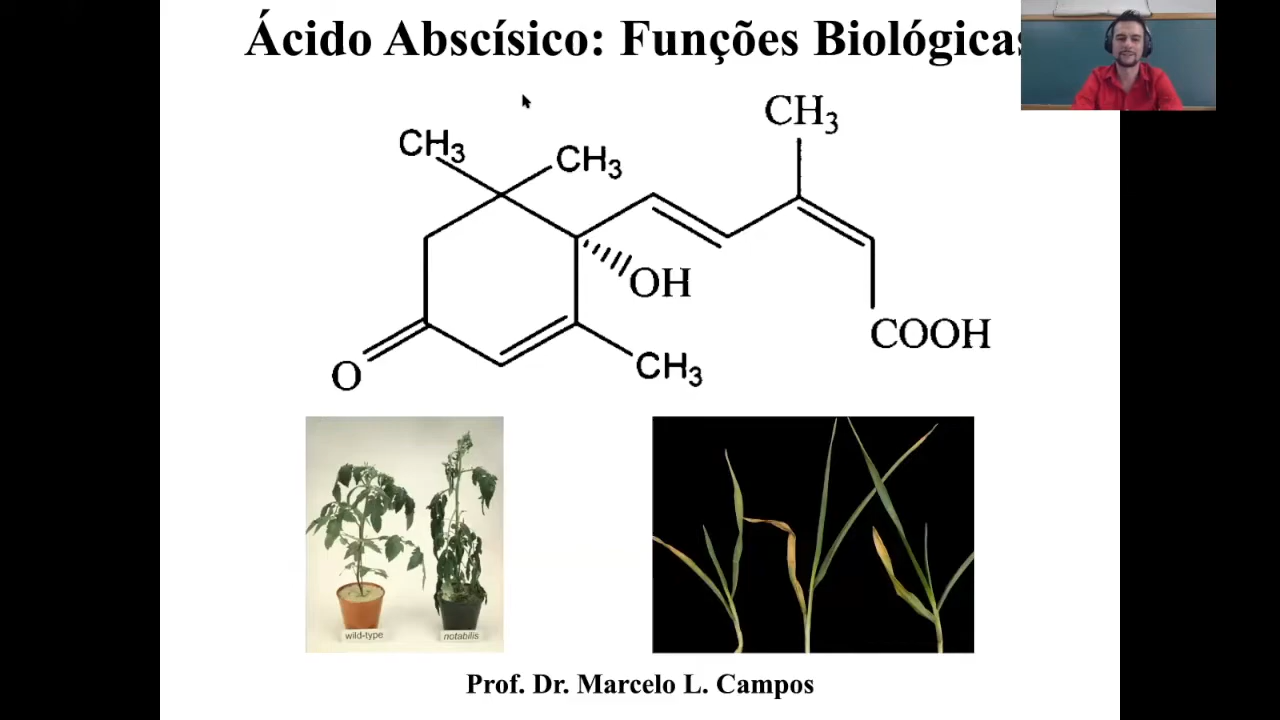 Ácido Abscísico: Funções Biológicas
CH3
CH3
CH3
OH
COOH
O
CH3
wild-type
notabilis
Prof. Dr. Marcelo L. Campos